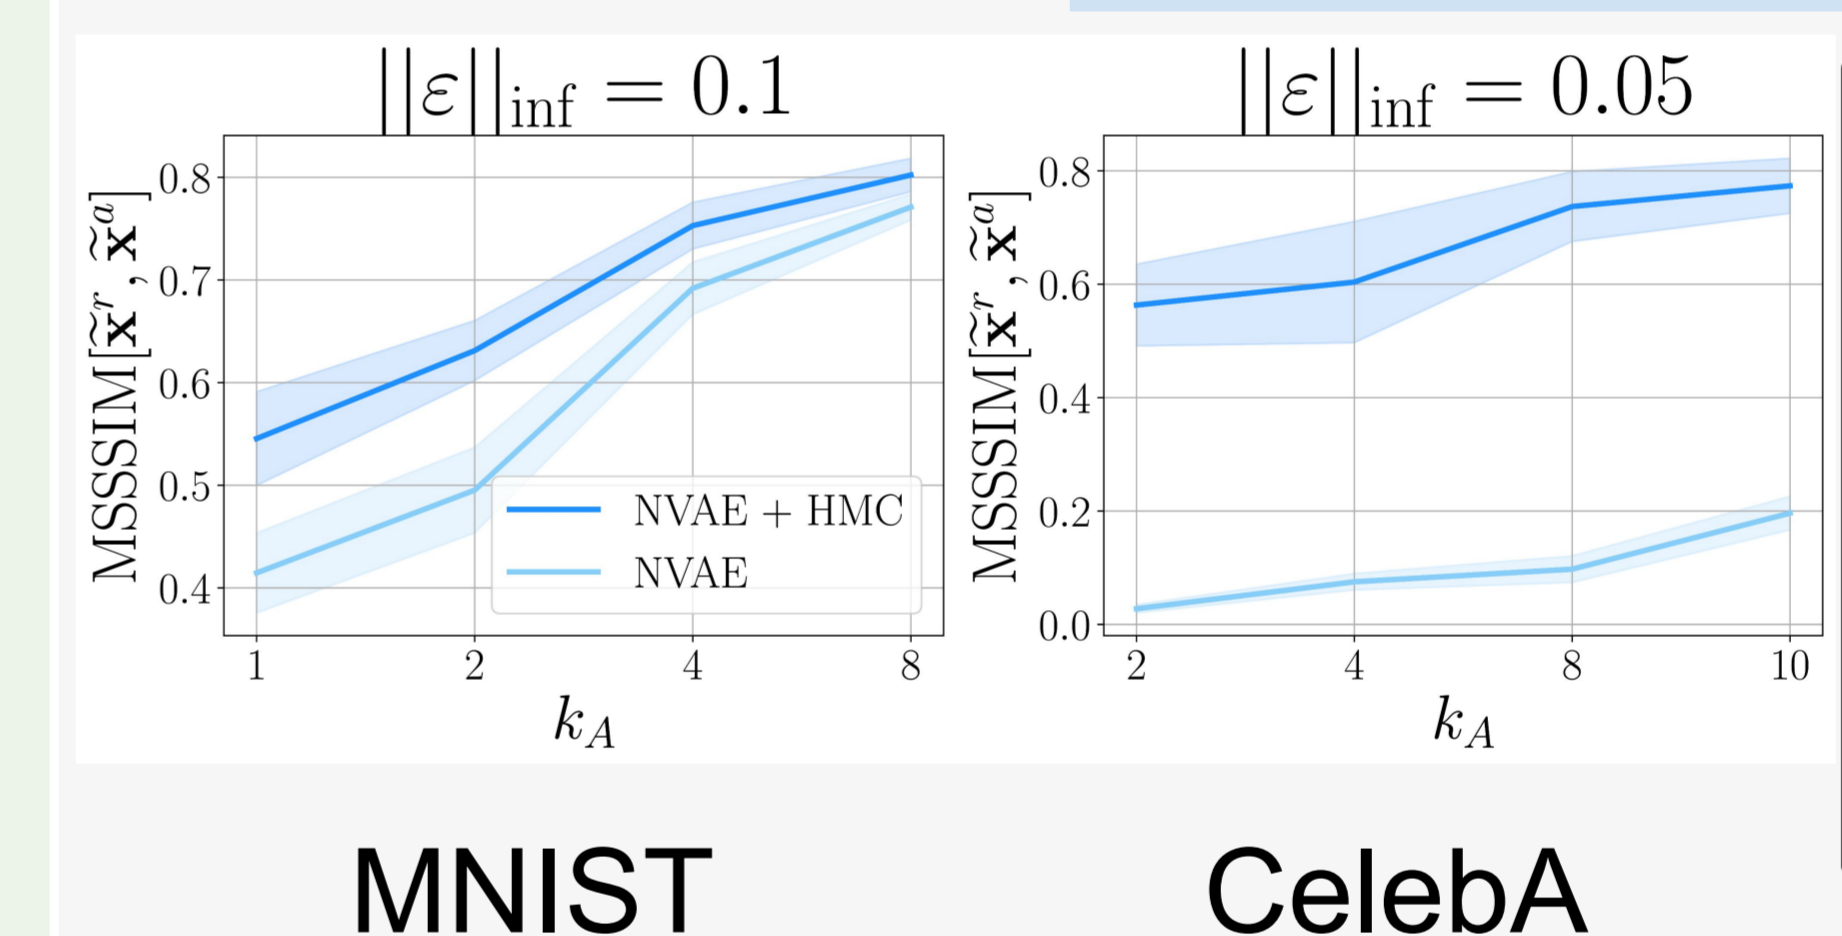 ||ε||inf = 0.1
MSSSIM[x̃ʳ, x̃ᵃ]
0.8
0.7
0.6
0.5
0.4
NVAE + HMC
NVAE
1 2 4 8
k_A
||ε||inf = 0.05
MSSSIM[x̃ʳ, x̃ᵃ]
0.8
0.6
0.4
0.2
0.0
2 4 8 10
k_A
MNIST
CelebA